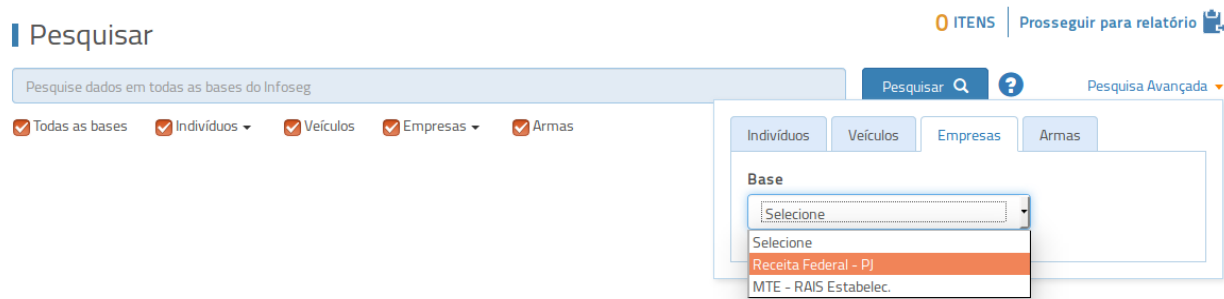 0 ITENS Prosseguir para relatório
Pesquisar
Pesquise dados em todas as bases do Infoseg
Pesquisar ? Pesquisa Avançada
Todas as bases Indivíduos Veículos Empresas Armas
Indivíduos Veículos Empresas Armas
Base
Selecione
Selecione
Receita Federal - PJ
MTE - RAIS Estabelec.